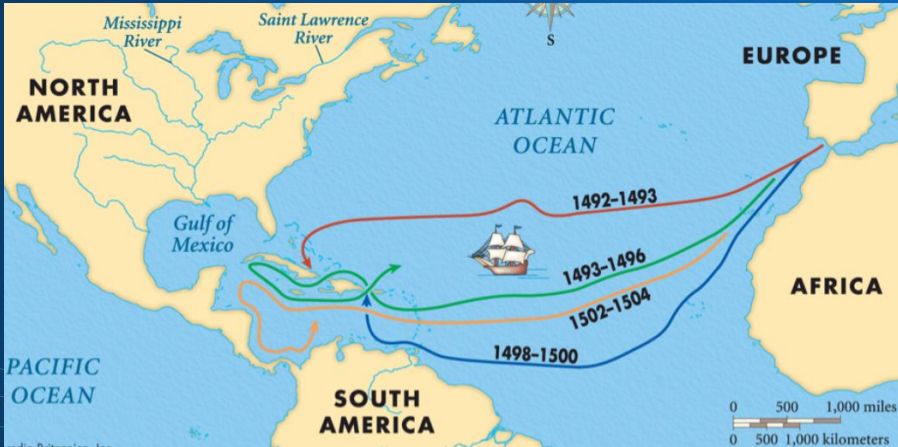 Mississippi
River
Saint Lawrence
River
S
EUROPE
NORTH
AMERICA
ATLANTIC
OCEAN
1492–1493
Gulf of
Mexico
1493–1496
1502–1504
AFRICA
1498–1500
PACIFIC
OCEAN
SOUTH
AMERICA
0 500 1,000 miles
0 500 1,000 kilometers